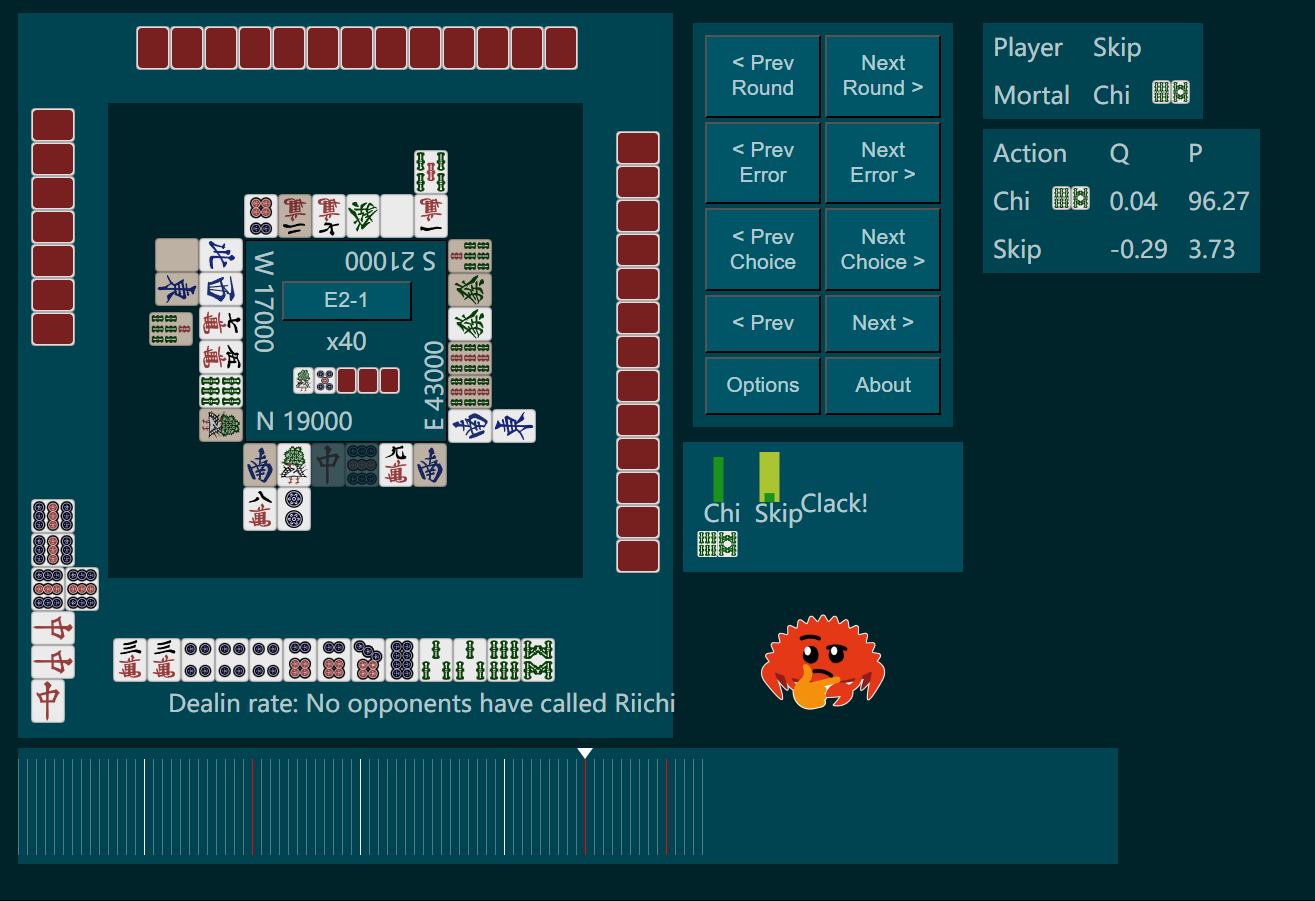 S 21000
W 17000
E2-1
x40
E 43000
N 19000
Dealin rate: No opponents have called Riichi
< Prev
Round
Next
Round >
< Prev
Error
Next
Error >
< Prev
Choice
Next
Choice >
< Prev
Next >
Options
About
Chi
Skip
Clack!
Player Skip
Mortal Chi
Action Q P
Chi 0.04 96.27
Skip -0.29 3.73